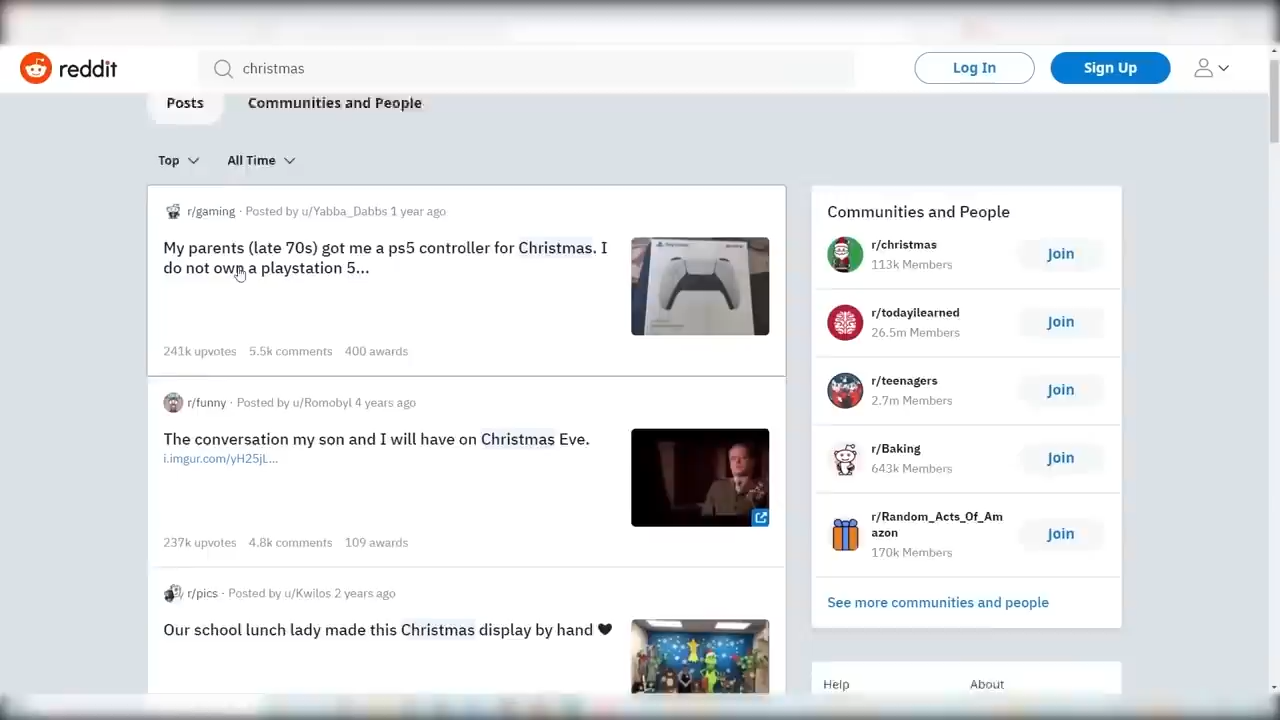 reddit
christmas
Log In
Sign Up
Posts
Communities and People
Top
All Time
r/gaming · Posted by u/Yabba_Dabbs 1 year ago
My parents (late 70s) got me a ps5 controller for Christmas. I
do not own a playstation 5...
241k upvotes 5.5k comments 400 awards
r/funny · Posted by u/Romobyl 4 years ago
The conversation my son and I will have on Christmas Eve.
i.imgur.com/yH25jL...
237k upvotes 4.8k comments 109 awards
r/pics · Posted by u/Kwilos 2 years ago
Our school lunch lady made this Christmas display by hand ♥
Communities and People
r/christmas
113k Members
Join
r/todayilearned
26.5m Members
Join
r/teenagers
2.7m Members
Join
r/Baking
643k Members
Join
r/Random_Acts_Of_Am
azon
170k Members
Join
See more communities and people
Help
About